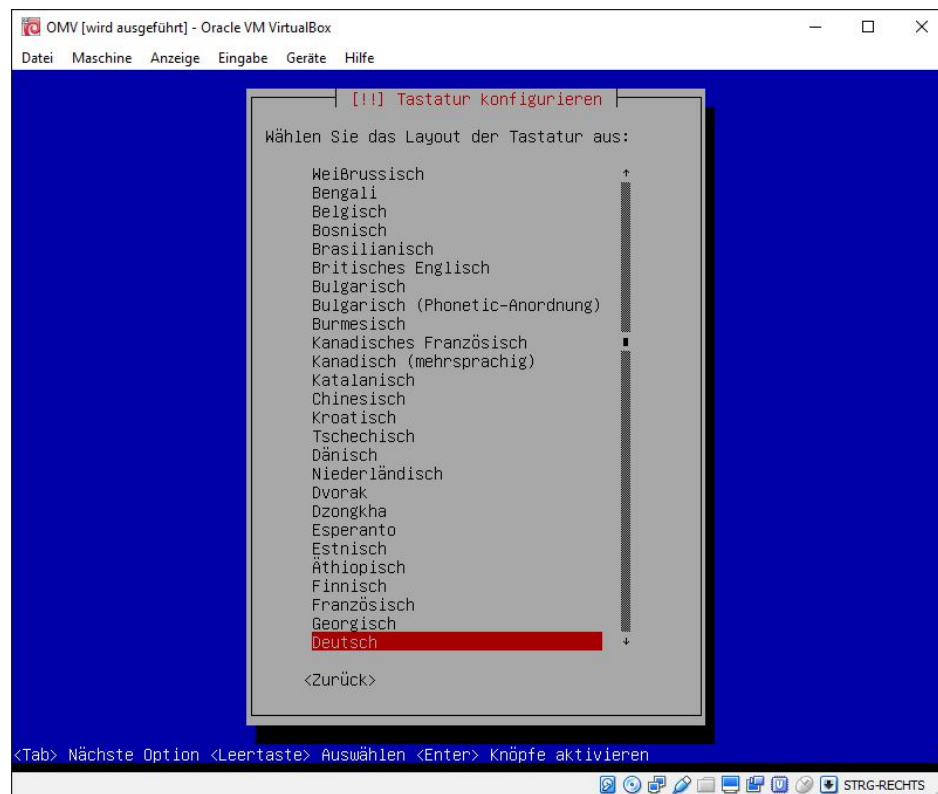 OMV [wird ausgeführt] - Oracle VM VirtualBox
Datei Maschine Anzeige Eingabe Geräte Hilfe
[!!] Tastatur konfigurieren
Wählen Sie das Layout der Tastatur aus:
Weißrussisch
Bengali
Belgisch
Bosnisch
Brasilianisch
Britisches Englisch
Bulgarisch
Bulgarisch (Phonetic-Anordnung)
Burmesisch
Kanadisches Französisch
Kanadisch (mehrsprachig)
Katalanisch
Chinesisch
Kroatisch
Tschechisch
Dänisch
Niederländisch
Dvorak
Dzongkha
Esperanto
Estnisch
Äthiopisch
Finnisch
Französisch
Georgisch
Deutsch
<Zurück>
<Tab> Nächste Option <Leertaste> Auswählen <Enter> Knöpfe aktivieren
STRG-RECHTS